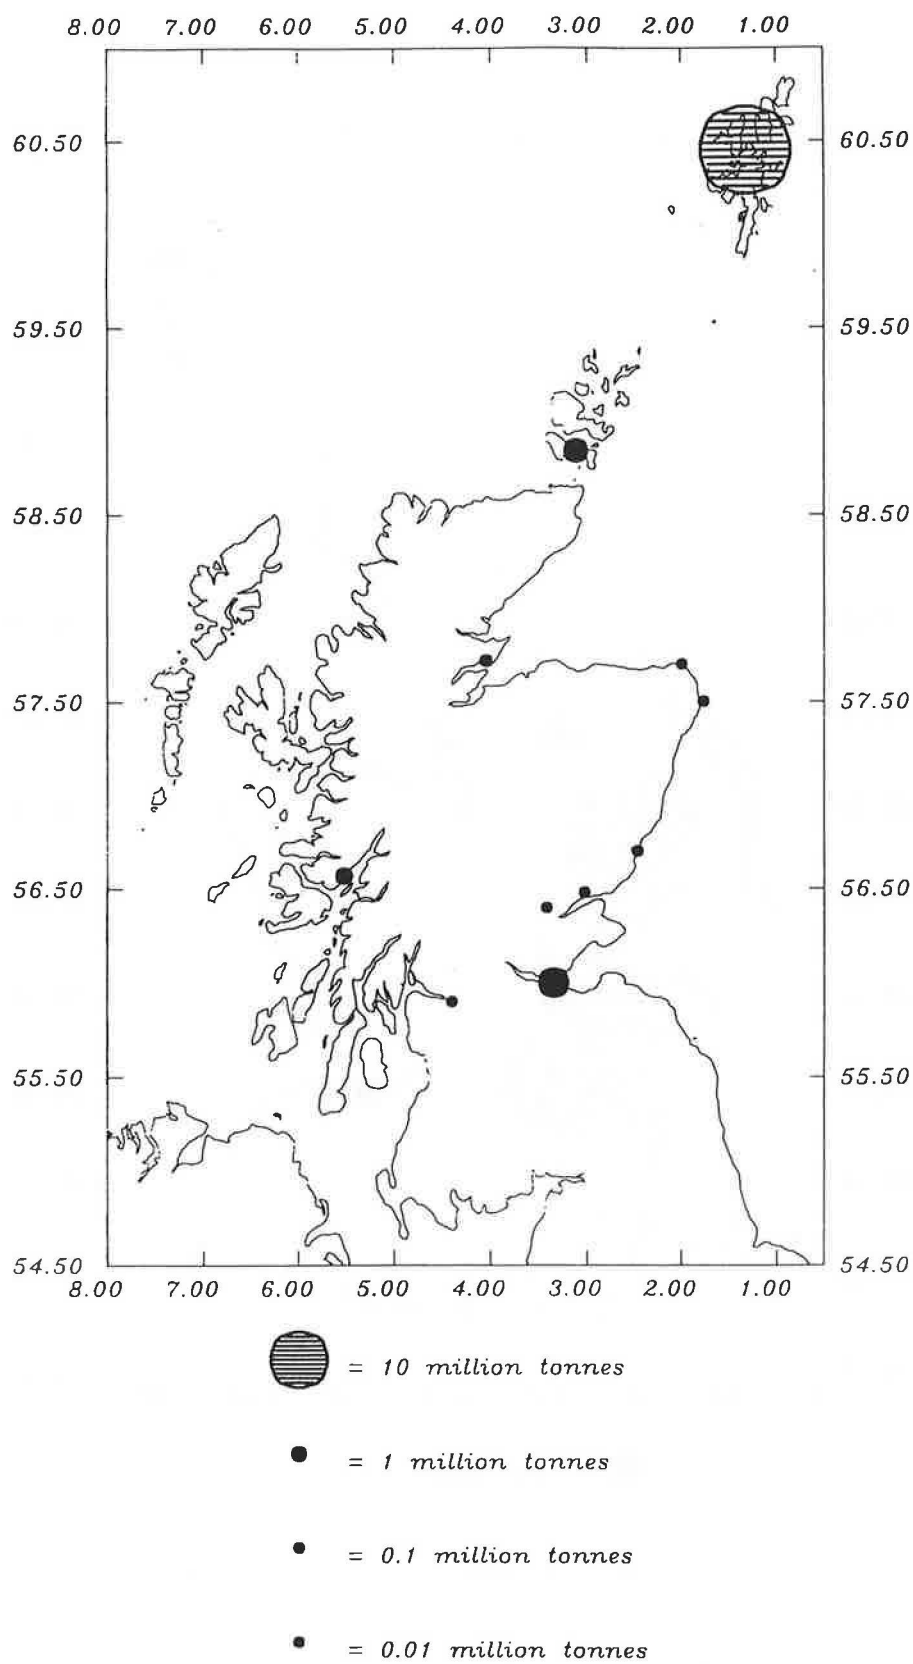 8.00 7.00 6.00 5.00 4.00 3.00 2.00 1.00
60.50 60.50
59.50 59.50
58.50 58.50
57.50 57.50
56.50 56.50
55.50 55.50
54.50 54.50
8.00 7.00 6.00 5.00 4.00 3.00 2.00 1.00
= 10 million tonnes
= 1 million tonnes
= 0.1 million tonnes
= 0.01 million tonnes